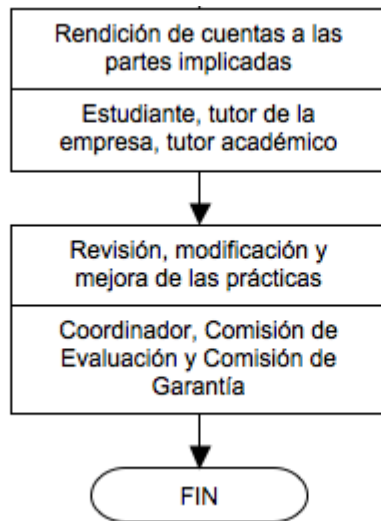 Rendición de cuentas a las
partes implicadas
Estudiante, tutor de la
empresa, tutor académico
Revisión, modificación y
mejora de las prácticas
Coordinador, Comisión de
Evaluación y Comisión de
Garantía
FIN